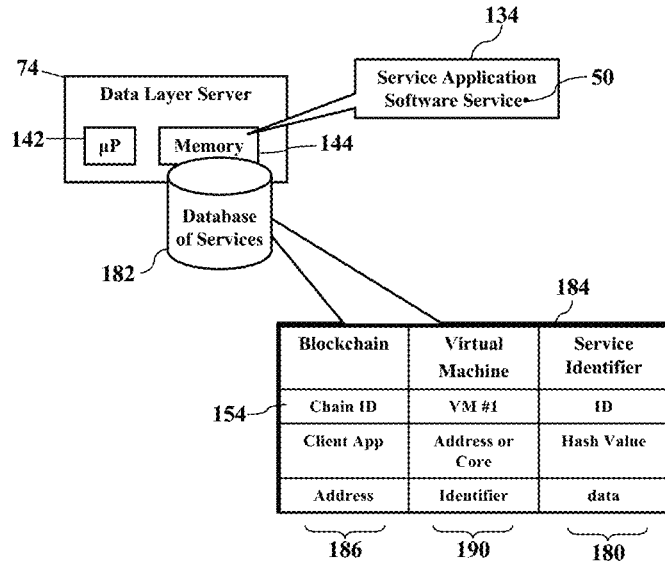 134
74
Service Application
Software Service
50
Data Layer Server
142
μP
Memory
144
Database
of Services
182
184
Blockchain
Virtual
Machine
Service
Identifier
154
Chain ID
VM #1
ID
Client App
Address or
Core
Hash Value
Address
Identifier
data
186
190
180